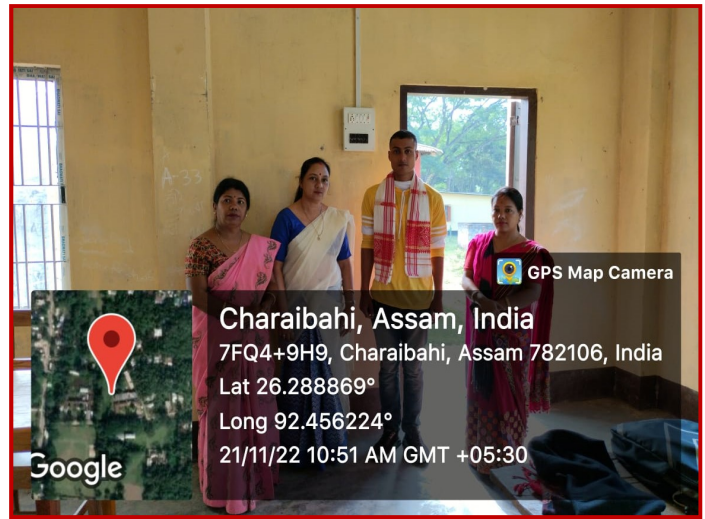 A-33
GPS Map Camera
Charaibahi, Assam, India
7FQ4+9H9, Charaibahi, Assam 782106, India
Lat 26.288869°
Long 92.456224°
21/11/22 10:51 AM GMT +05:30
Google